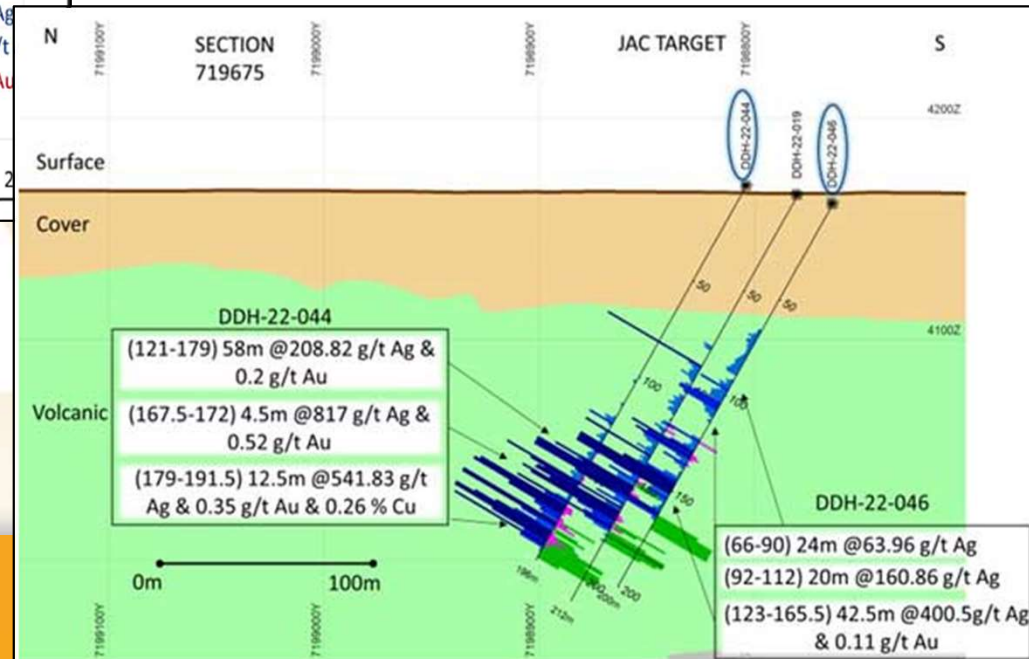 Ag
/t
Au
2
N
SECTION
719675
JAC TARGET
S
7199100Y
7199000Y
7198900Y
7198800Y
4200Z
DDH-22-044
DDH-22-019
DDH-22-046
Surface
Cover
50
50
50
4100Z
DDH-22-044
(121-179) 58m @208.82 g/t Ag &
0.2 g/t Au
100
100
Volcanic
(167.5-172) 4.5m @817 g/t Ag &
0.52 g/t Au
(179-191.5) 12.5m @541.83 g/t
Ag & 0.35 g/t Au & 0.26 % Cu
150
DDH-22-046
(66-90) 24m @63.96 g/t Ag
(92-112) 20m @160.86 g/t Ag
(123-165.5) 42.5m @400.5g/t Ag
& 0.11 g/t Au
0m
100m
196m
200m
200
212m
7199100Y
7199000Y
7198900Y